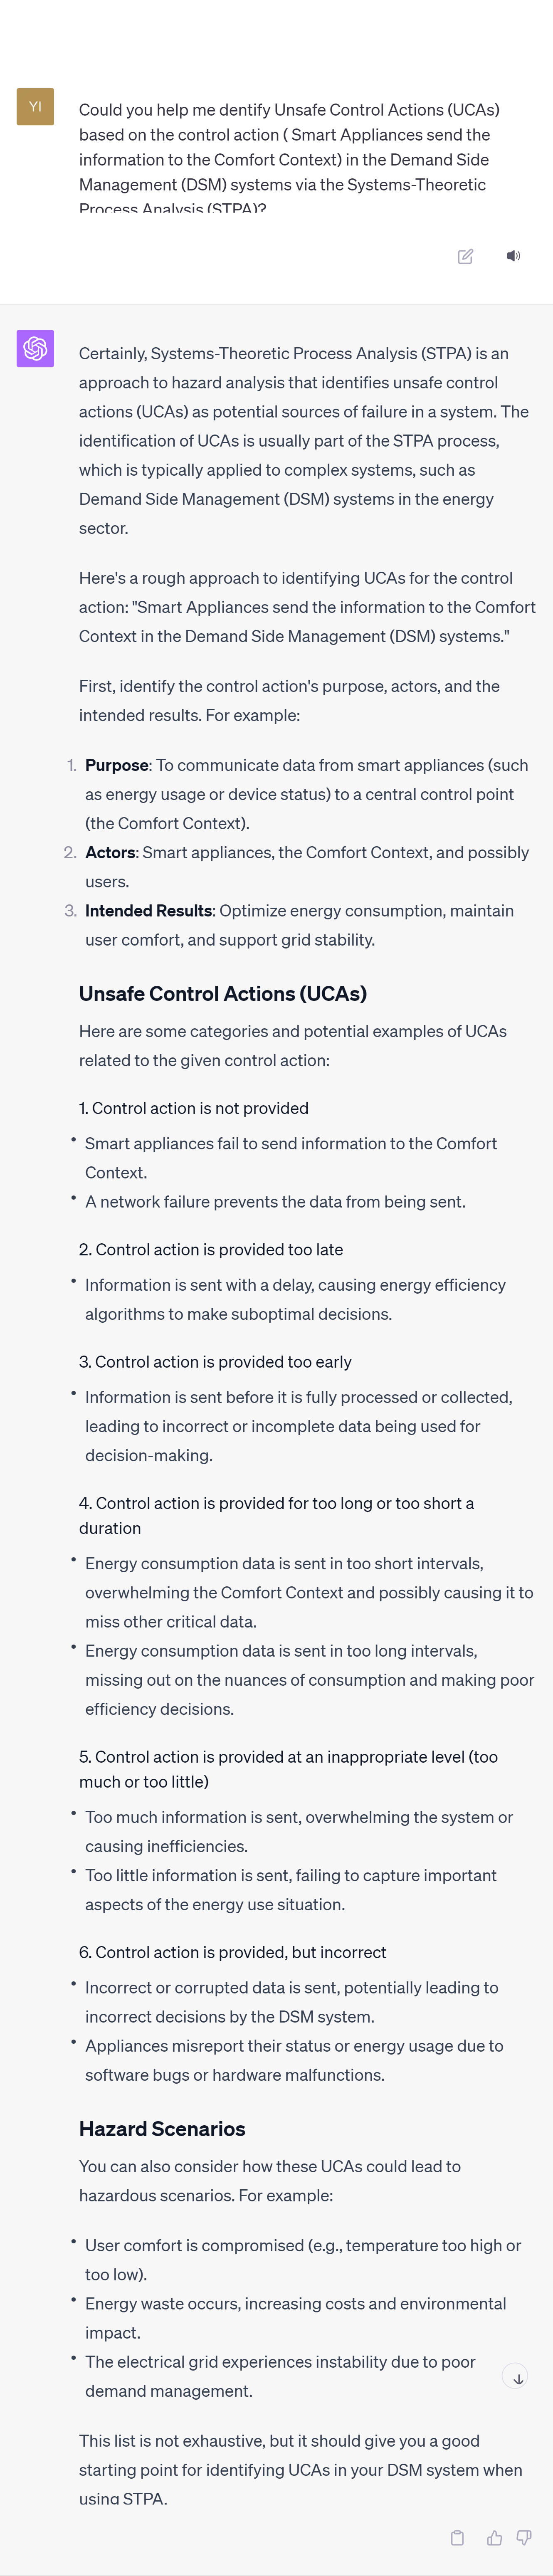 YI
Could you help me dentify Unsafe Control Actions (UCAs)
based on the control action ( Smart Appliances send the
information to the Comfort Context) in the Demand Side
Management (DSM) systems via the Systems-Theoretic
Process Analysis (STPA)?
Certainly, Systems-Theoretic Process Analysis (STPA) is an
approach to hazard analysis that identifies unsafe control
actions (UCAs) as potential sources of failure in a system. The
identification of UCAs is usually part of the STPA process,
which is typically applied to complex systems, such as
Demand Side Management (DSM) systems in the energy
sector.
Here's a rough approach to identifying UCAs for the control
action: "Smart Appliances send the information to the Comfort
Context in the Demand Side Management (DSM) systems."
First, identify the control action's purpose, actors, and the
intended results. For example:
1. Purpose: To communicate data from smart appliances (such
as energy usage or device status) to a central control point
(the Comfort Context).
2. Actors: Smart appliances, the Comfort Context, and possibly
users.
3. Intended Results: Optimize energy consumption, maintain
user comfort, and support grid stability.
Unsafe Control Actions (UCAs)
Here are some categories and potential examples of UCAs
related to the given control action:
1. Control action is not provided
• Smart appliances fail to send information to the Comfort
Context.
• A network failure prevents the data from being sent.
2. Control action is provided too late
• Information is sent with a delay, causing energy efficiency
algorithms to make suboptimal decisions.
3. Control action is provided too early
• Information is sent before it is fully processed or collected,
leading to incorrect or incomplete data being used for
decision-making.
4. Control action is provided for too long or too short a
duration
• Energy consumption data is sent in too short intervals,
overwhelming the Comfort Context and possibly causing it to
miss other critical data.
• Energy consumption data is sent in too long intervals,
missing out on the nuances of consumption and making poor
efficiency decisions.
5. Control action is provided at an inappropriate level (too
much or too little)
• Too much information is sent, overwhelming the system or
causing inefficiencies.
• Too little information is sent, failing to capture important
aspects of the energy use situation.
6. Control action is provided, but incorrect
• Incorrect or corrupted data is sent, potentially leading to
incorrect decisions by the DSM system.
• Appliances misreport their status or energy usage due to
software bugs or hardware malfunctions.
Hazard Scenarios
You can also consider how these UCAs could lead to
hazardous scenarios. For example:
• User comfort is compromised (e.g., temperature too high or
too low).
• Energy waste occurs, increasing costs and environmental
impact.
• The electrical grid experiences instability due to poor
demand management.
This list is not exhaustive, but it should give you a good
starting point for identifying UCAs in your DSM system when
using STPA.